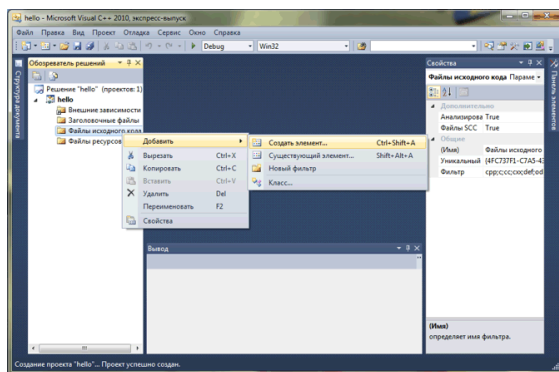 hello - Microsoft Visual C++ 2010, экспресс-выпуск
Файл Правка Вид Проект Отладка Сервис Окно Справка
Debug Win32
Структура документа
Обозреватель решений
Решение "hello" (проектов: 1)
hello
Внешние зависимости
Заголовочные файлы
Файлы исходного кода
Файлы ресурсов
Добавить
Вырезать Ctrl+X
Копировать Ctrl+C
Вставить Ctrl+V
Удалить Del
Переименовать F2
Свойства
Создать элемент... Ctrl+Shift+A
Существующий элемент... Shift+Alt+A
Новый фильтр
Класс...
Вывод
Свойства
Файлы исходного кода Параме
Дополнительно
Анализирова True
Файлы SCC True
Общие
(Имя) Файлы исходного
Уникальный {4FC737F1-C7A5-43
Фильтр cpp;c;cc;cxx;def;od
(Имя)
определяет имя фильтра.
Панель элементов
Создание проекта "hello"... Проект успешно создан.